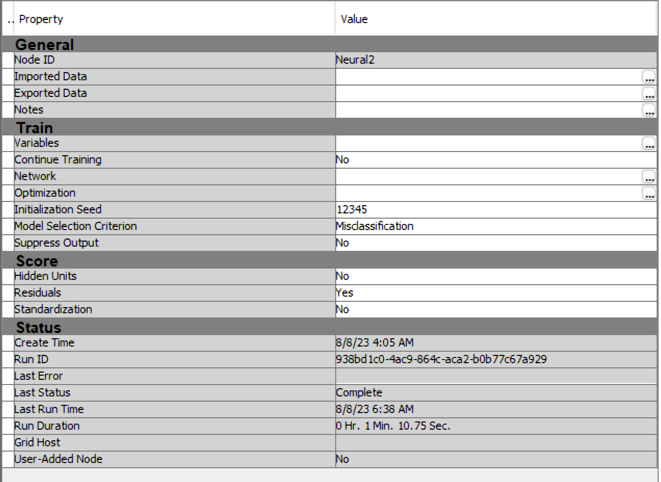 .. Property Value
General
Node ID Neural2
Imported Data ...
Exported Data ...
Notes ...
Train
Variables ...
Continue Training No
Network ...
Optimization ...
Initialization Seed 12345
Model Selection Criterion Misclassification
Suppress Output No
Score
Hidden Units No
Residuals Yes
Standardization No
Status
Create Time 8/8/23 4:05 AM
Run ID 938bd1c0-4ac9-864c-aca2-b0b77c67a929
Last Error
Last Status Complete
Last Run Time 8/8/23 6:38 AM
Run Duration 0 Hr. 1 Min. 10.75 Sec.
Grid Host
User-Added Node No